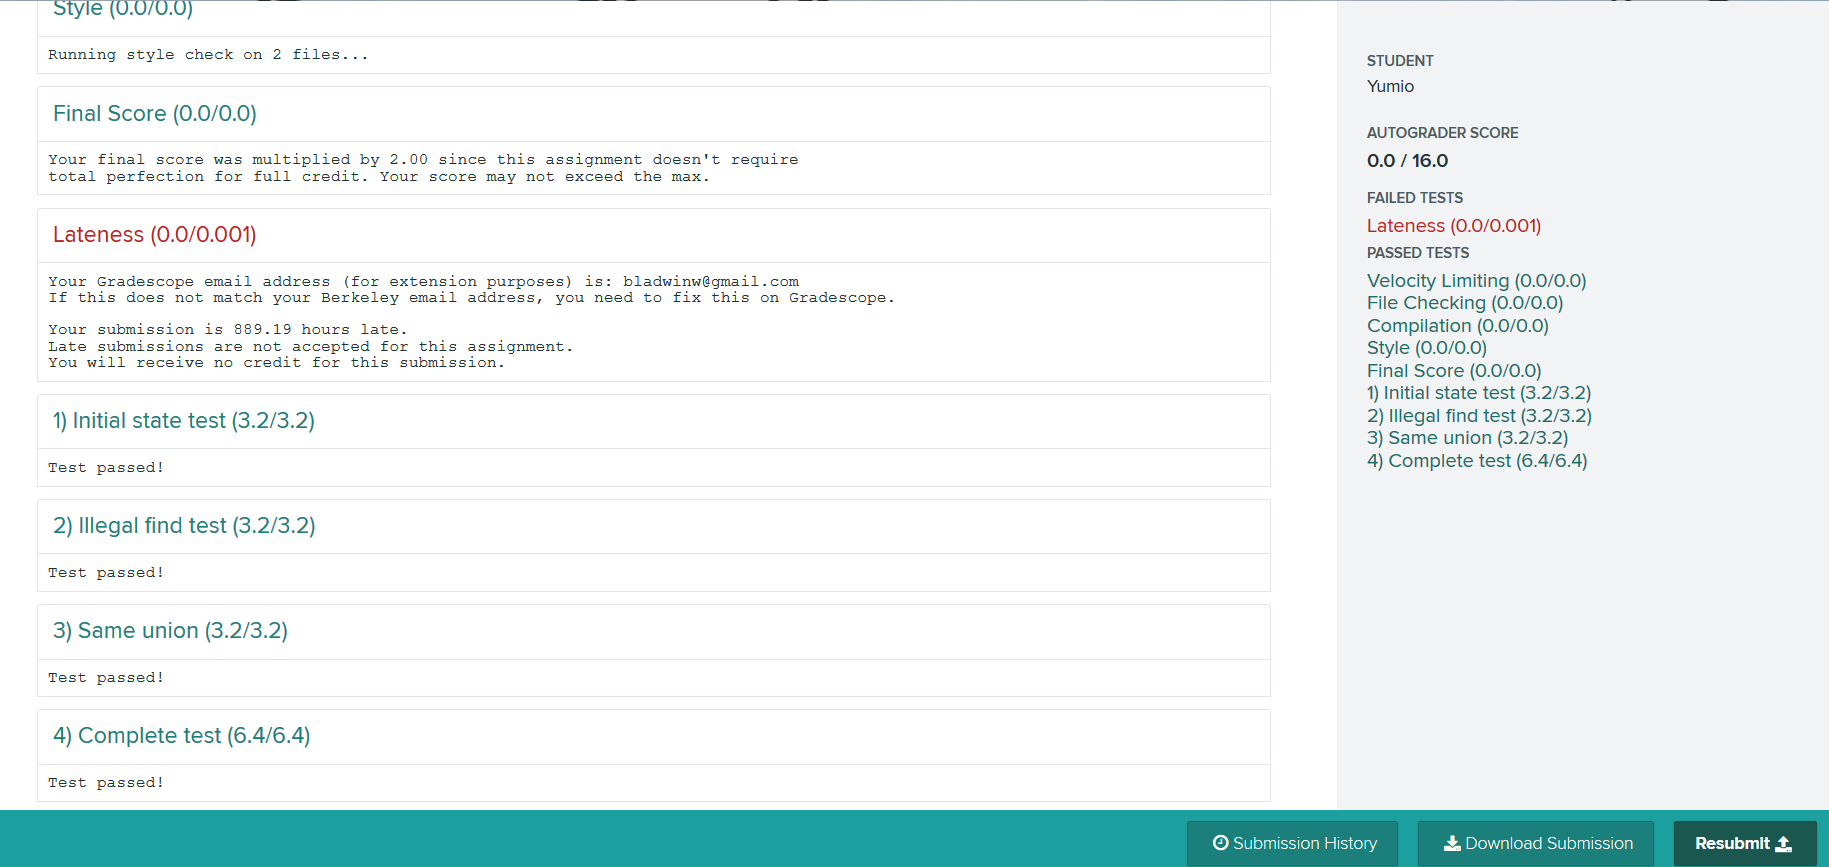 Style (0.0/0.0)
Running style check on 2 files...
Final Score (0.0/0.0)
Your final score was multiplied by 2.00 since this assignment doesn't require
total perfection for full credit. Your score may not exceed the max.
Lateness (0.0/0.001)
Your Gradescope email address (for extension purposes) is: bladwinw@gmail.com
If this does not match your Berkeley email address, you need to fix this on Gradescope.
Your submission is 889.19 hours late.
Late submissions are not accepted for this assignment.
You will receive no credit for this submission.
1) Initial state test (3.2/3.2)
Test passed!
2) Illegal find test (3.2/3.2)
Test passed!
3) Same union (3.2/3.2)
Test passed!
4) Complete test (6.4/6.4)
Test passed!
STUDENT
Yumio
AUTOGRADER SCORE
0.0 / 16.0
FAILED TESTS
Lateness (0.0/0.001)
PASSED TESTS
Velocity Limiting (0.0/0.0)
File Checking (0.0/0.0)
Compilation (0.0/0.0)
Style (0.0/0.0)
Final Score (0.0/0.0)
1) Initial state test (3.2/3.2)
2) Illegal find test (3.2/3.2)
3) Same union (3.2/3.2)
4) Complete test (6.4/6.4)
Submission History
Download Submission
Resubmit